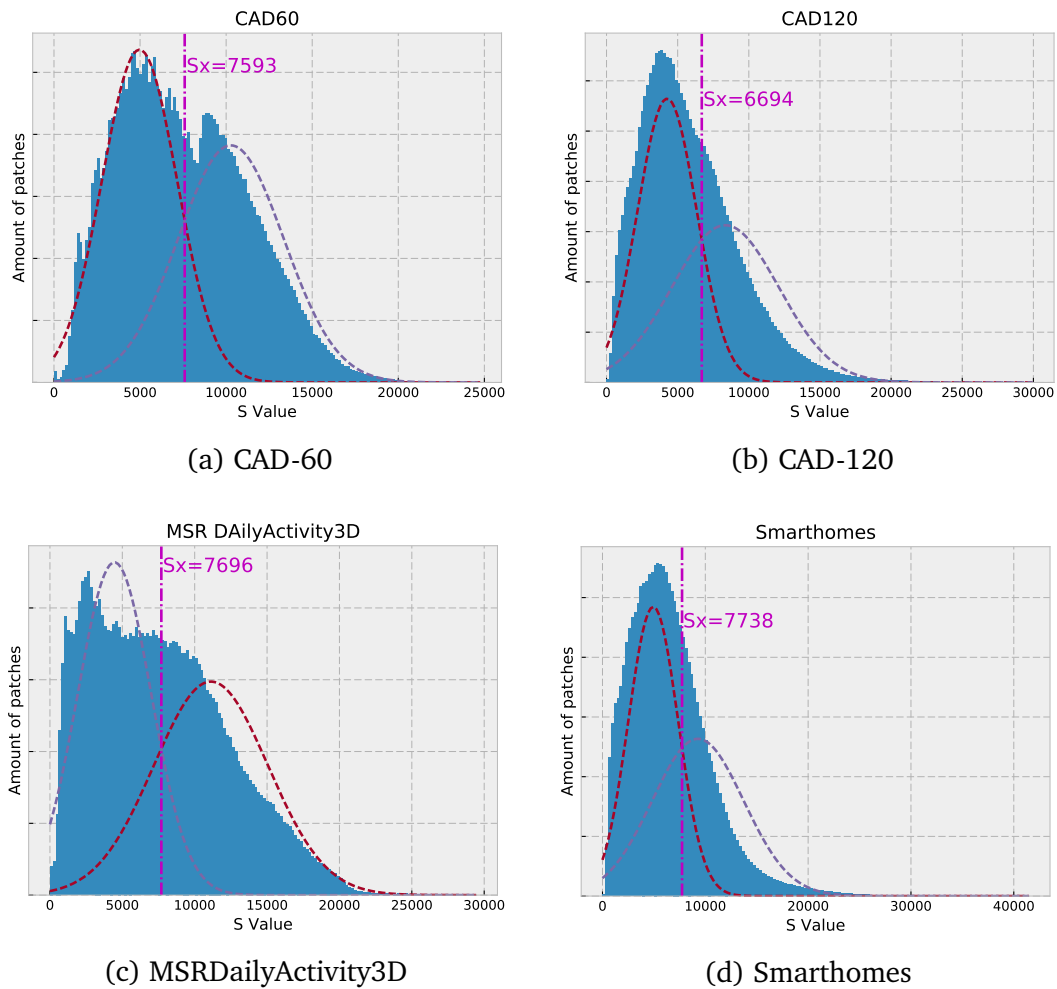 CAD60
Sx=7593
Amount of patches
0 5000 10000 15000 20000 25000
S Value
(a) CAD-60
CAD120
Sx=6694
Amount of patches
0 5000 10000 15000 20000 25000 30000
S Value
(b) CAD-120
MSR DAilyActivity3D
Sx=7696
Amount of patches
0 5000 10000 15000 20000 25000 30000
S Value
(c) MSRDailyActivity3D
Smarthomes
Sx=7738
Amount of patches
0 10000 20000 30000 40000
S Value
(d) Smarthomes